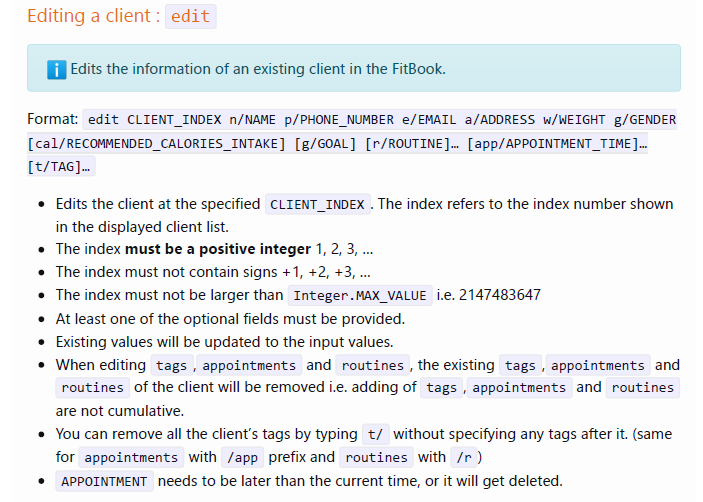 Editing a client : edit
Edits the information of an existing client in the FitBook.
Format: edit CLIENT_INDEX n/NAME p/PHONE_NUMBER e/EMAIL a/ADDRESS w/WEIGHT g/GENDER
[cal/RECOMMENDED_CALORIES_INTAKE] [g/GOAL] [r/ROUTINE]… [app/APPOINTMENT_TIME]…
[t/TAG]…
• Edits the client at the specified CLIENT_INDEX . The index refers to the index number shown
in the displayed client list.
• The index must be a positive integer 1, 2, 3, …
• The index must not contain signs +1, +2, +3, …
• The index must not be larger than Integer.MAX_VALUE i.e. 2147483647
• At least one of the optional fields must be provided.
• Existing values will be updated to the input values.
• When editing tags , appointments and routines , the existing tags , appointments and
routines of the client will be removed i.e. adding of tags , appointments and routines
are not cumulative.
• You can remove all the client’s tags by typing t/ without specifying any tags after it. (same
for appointments with /app prefix and routines with /r )
• APPOINTMENT needs to be later than the current time, or it will get deleted.